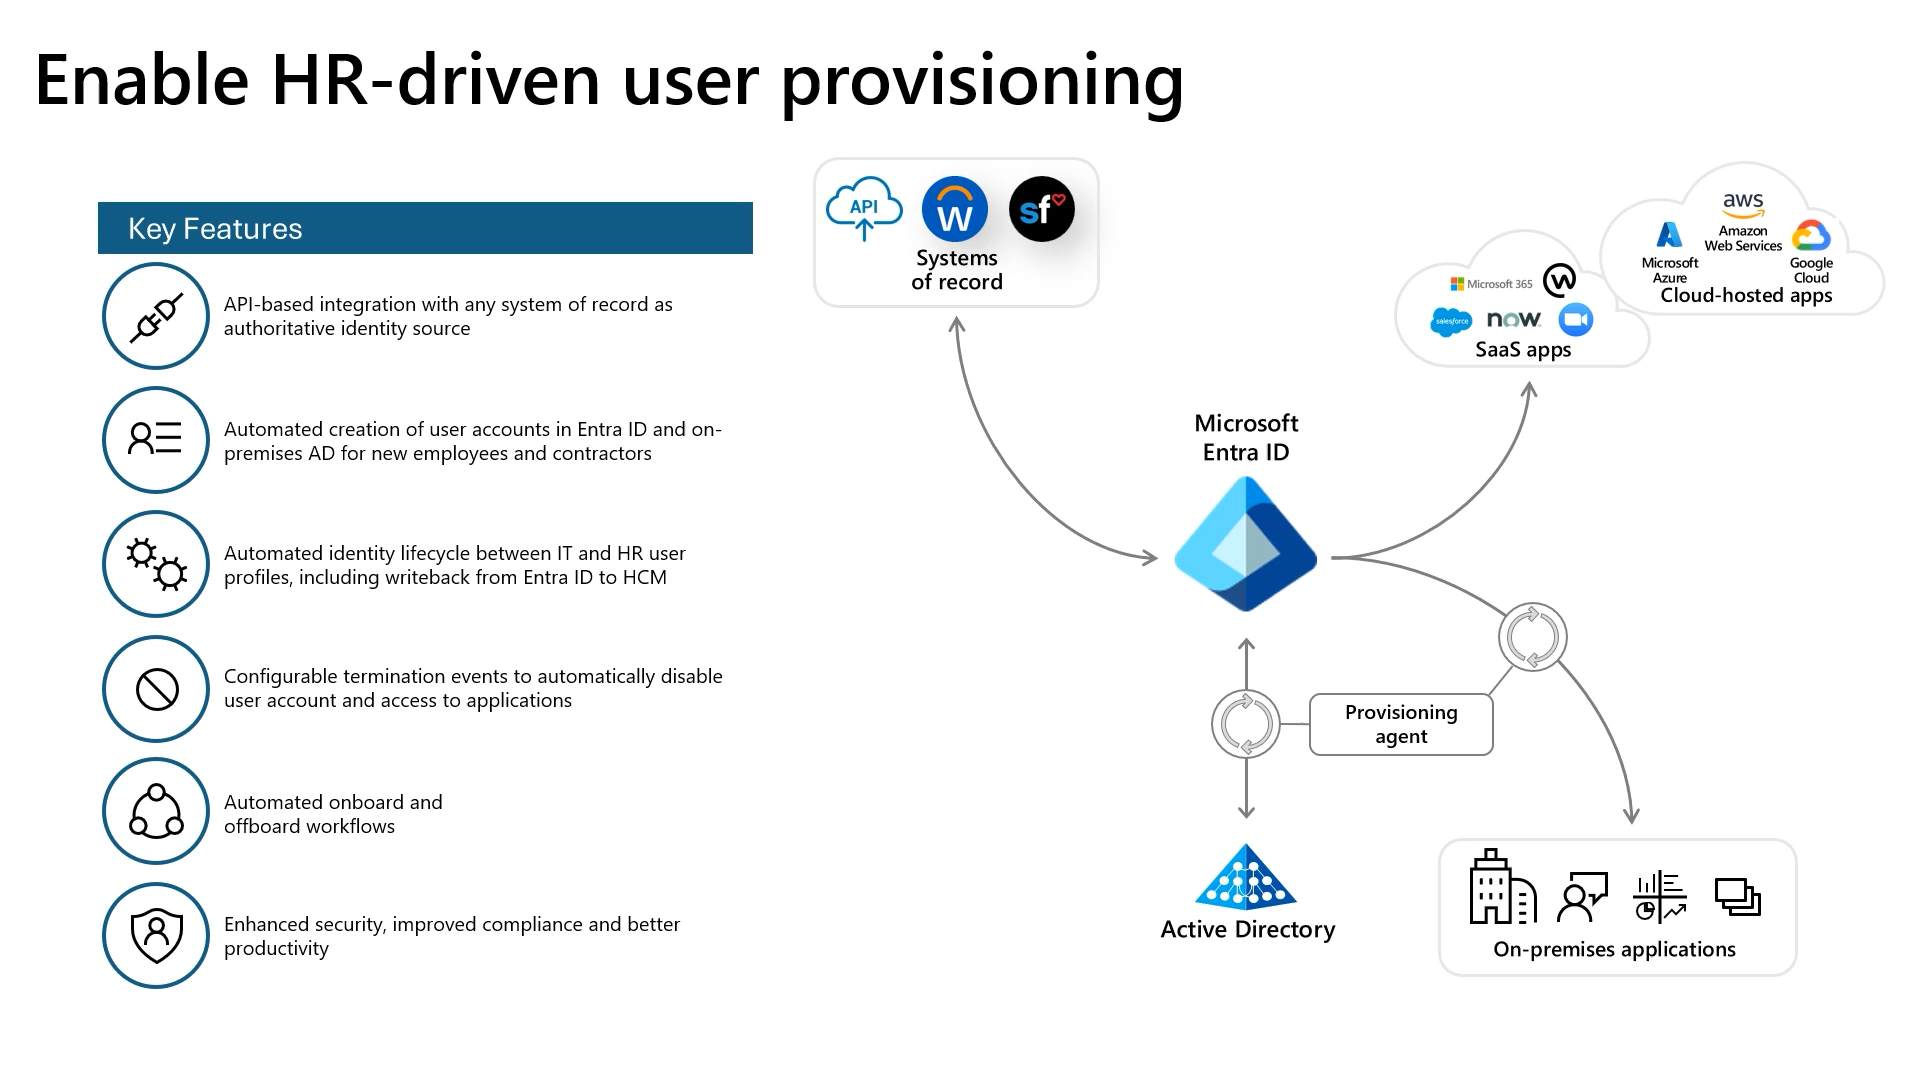 Enable HR-driven user provisioning
Key Features
API-based integration with any system of record as
authoritative identity source
Automated creation of user accounts in Entra ID and on-
premises AD for new employees and contractors
Automated identity lifecycle between IT and HR user
profiles, including writeback from Entra ID to HCM
Configurable termination events to automatically disable
user account and access to applications
Automated onboard and
offboard workflows
Enhanced security, improved compliance and better
productivity
API
W
sf
Systems
of record
Microsoft
Entra ID
Microsoft 365
W
salesforce
now
SaaS apps
aws
Amazon
Web Services
Microsoft
Azure
Google
Cloud
Cloud-hosted apps
Provisioning
agent
Active Directory
On-premises applications